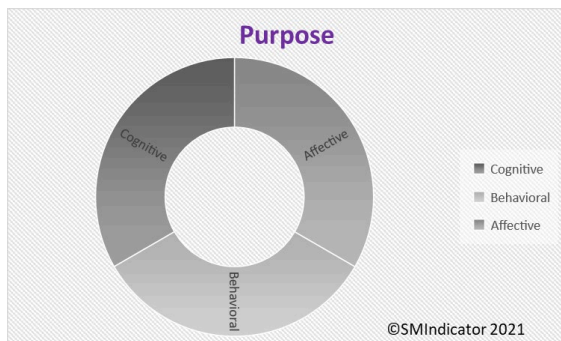 Purpose
Cognitive
Affective
Behavioral
Cognitive
Behavioral
Affective
©SMIndicator 2021